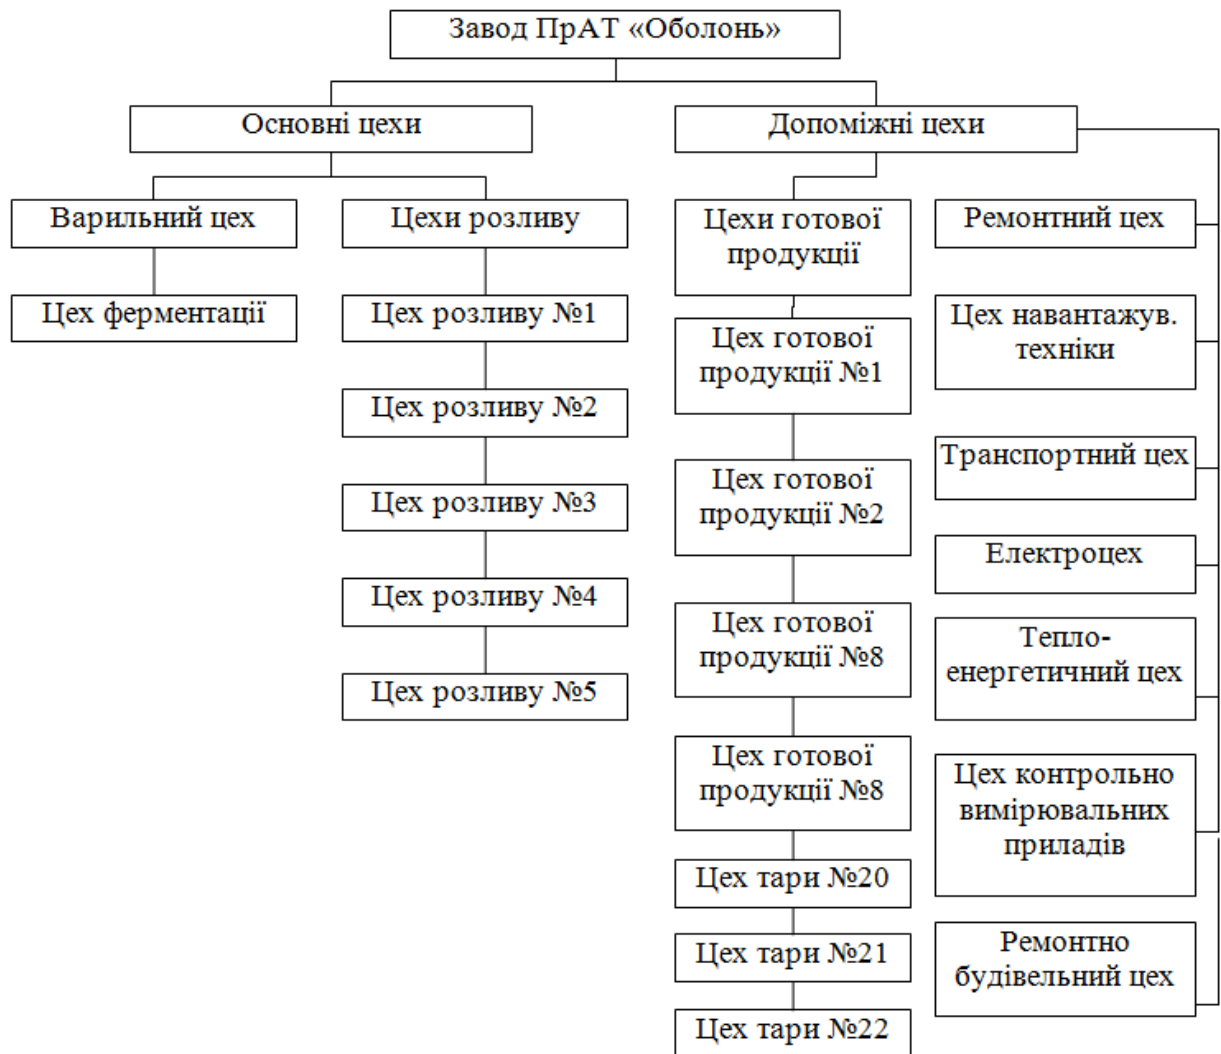 Завод ПрАТ «Оболонь»
Основні цехи
Допоміжні цехи
Варильний цех
Цех ферментації
Цехи розливу
Цех розливу №1
Цех розливу №2
Цех розливу №3
Цех розливу №4
Цех розливу №5
Цехи готової
продукції
Цех готової
продукції №1
Цех готової
продукції №2
Цех готової
продукції №8
Цех готової
продукції №8
Цех тари №20
Цех тари №21
Цех тари №22
Ремонтний цех
Цех навантажув.
техніки
Транспортний цех
Електроцех
Тепло-
енергетичний цех
Цех контрольно
вимірювальних
приладів
Ремонтно
будівельний цех